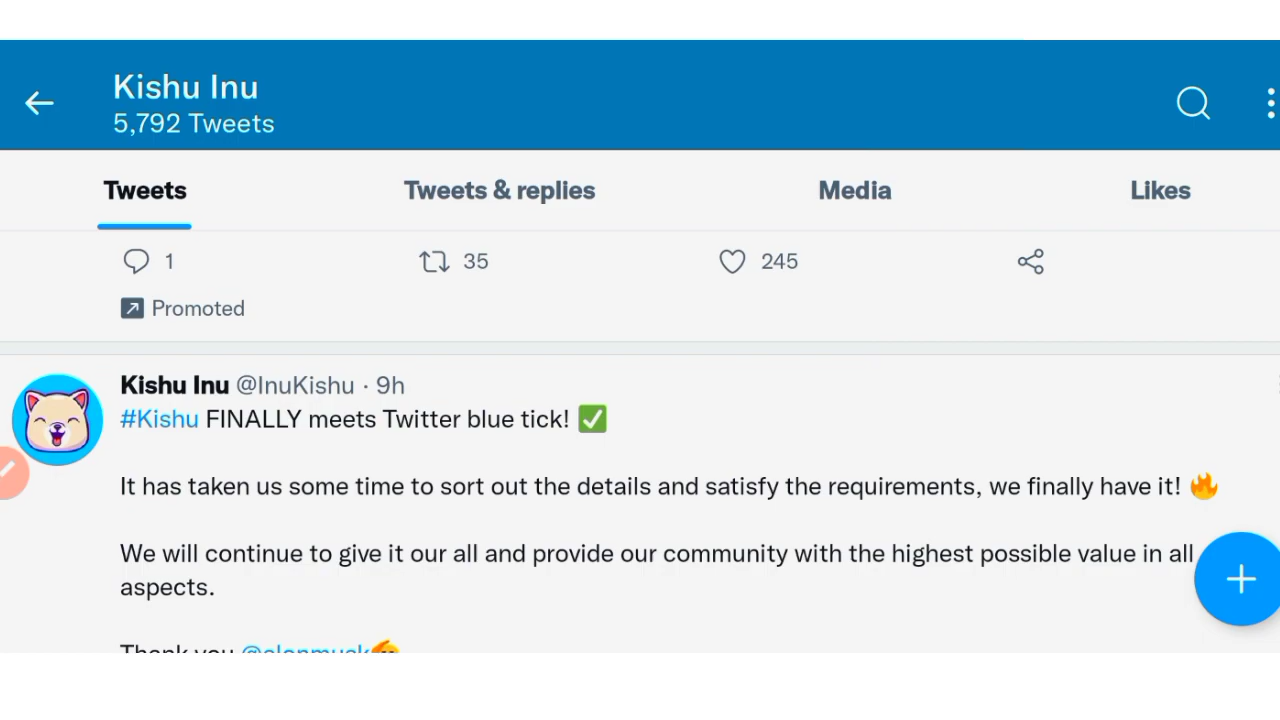 Kishu Inu
5,792 Tweets
Tweets
Tweets & replies
Media
Likes
1
35
245
Promoted
Kishu Inu @InuKishu · 9h
#Kishu FINALLY meets Twitter blue tick! ✅
It has taken us some time to sort out the details and satisfy the requirements, we finally have it! 🔥
We will continue to give it our all and provide our community with the highest possible value in all
aspects.
Thank you @elonmusk